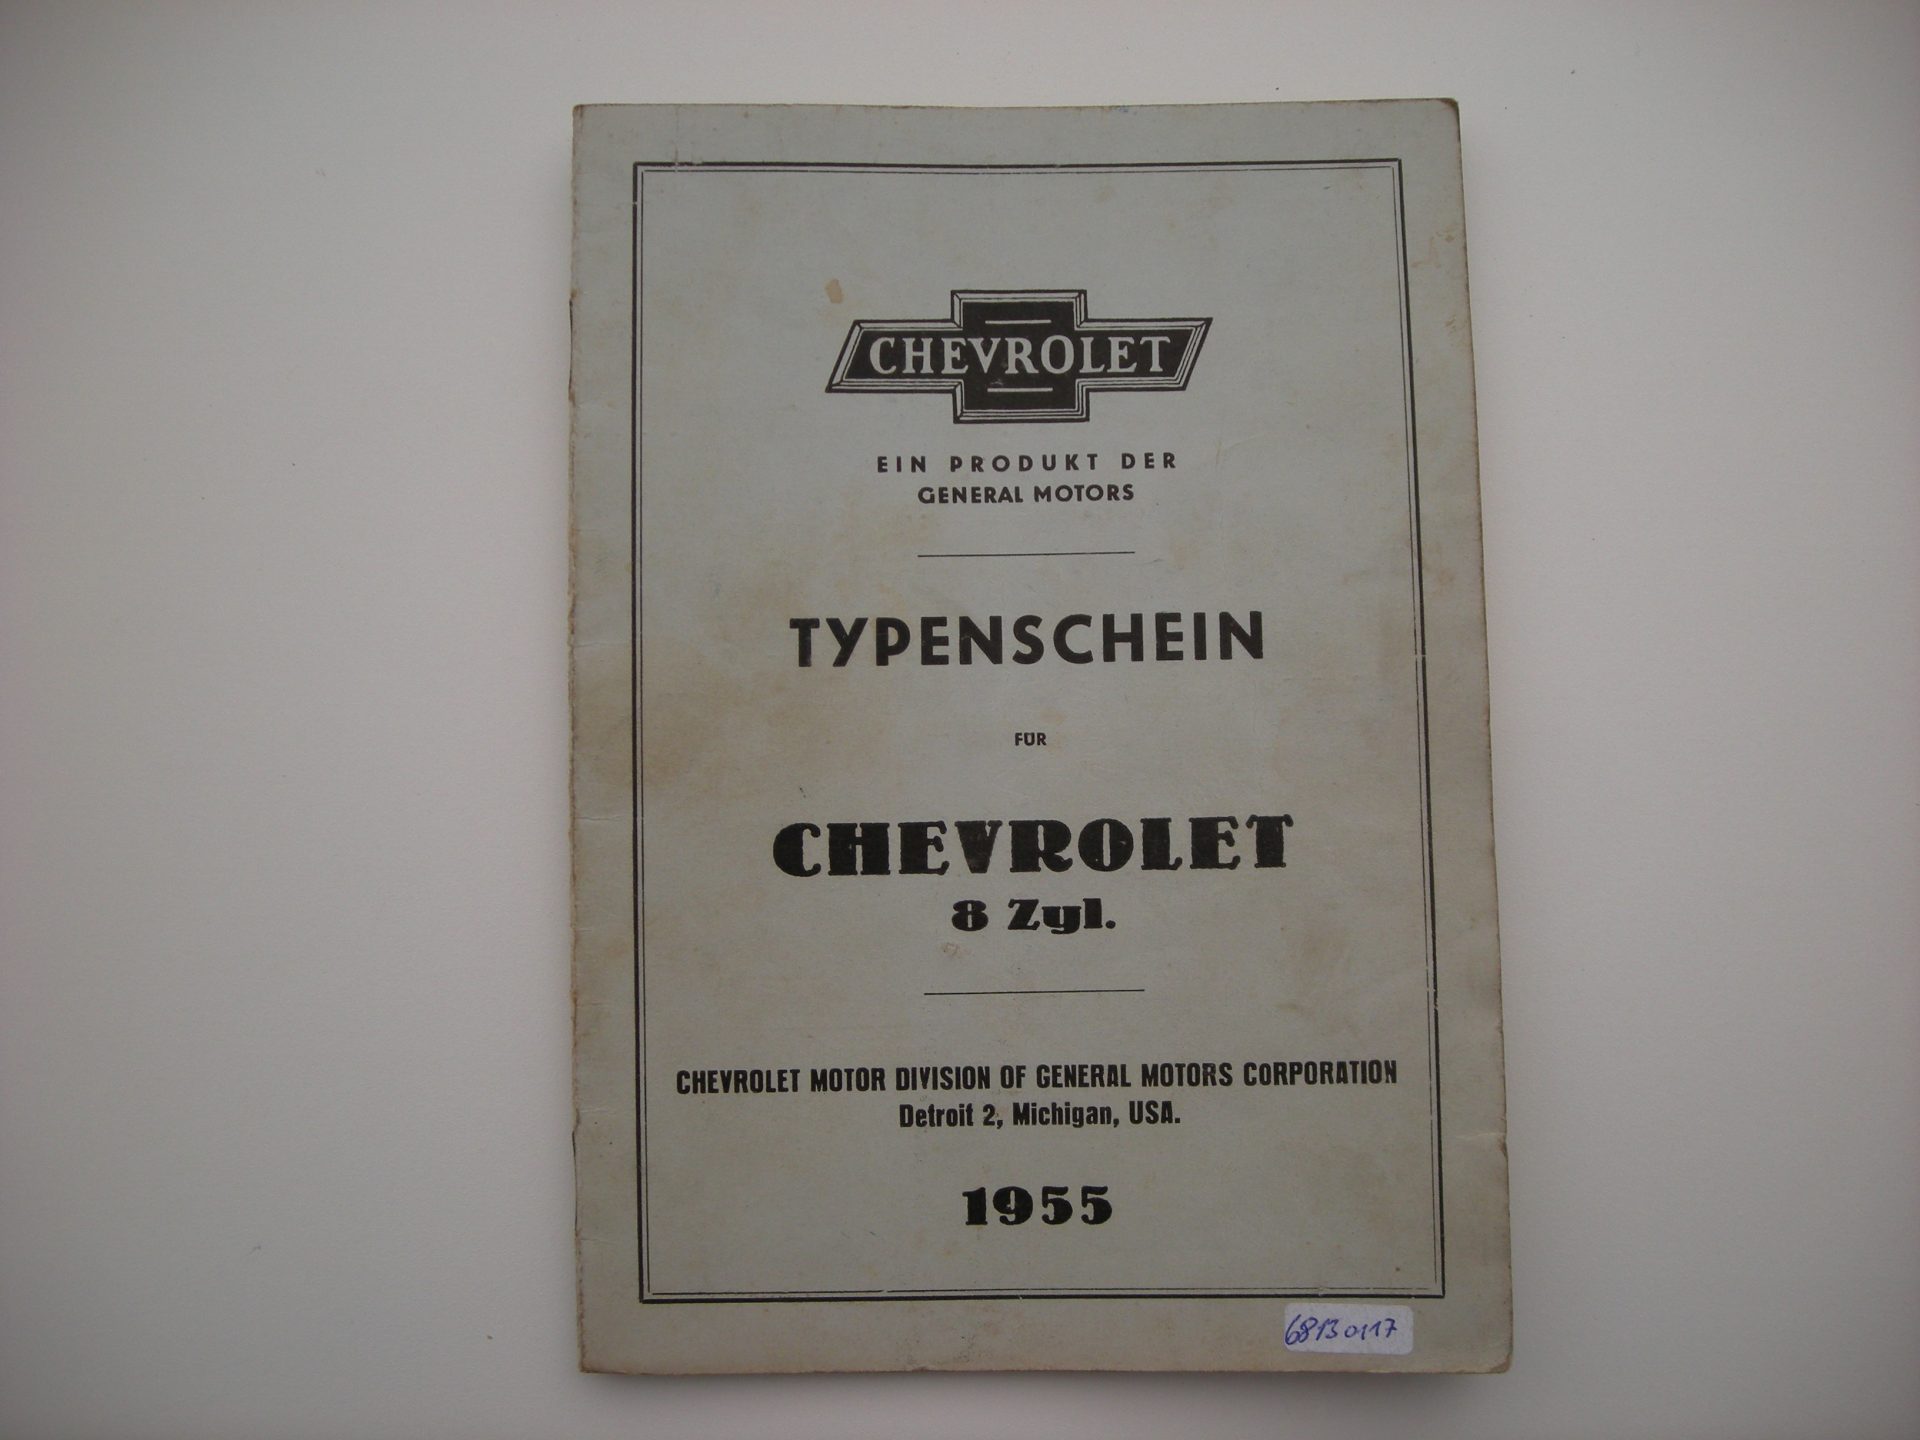 CHEVROLET
EIN PRODUKT DER
GENERAL MOTORS
TYPENSCHEIN
FÜR
CHEVROLET
8 Zyl.
CHEVROLET MOTOR DIVISION OF GENERAL MOTORS CORPORATION
Detroit 2, Michigan, USA.
1955